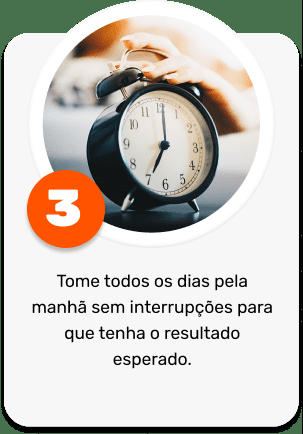 3
Tome todos os dias pela
manhã sem interrupções para
que tenha o resultado
esperado.